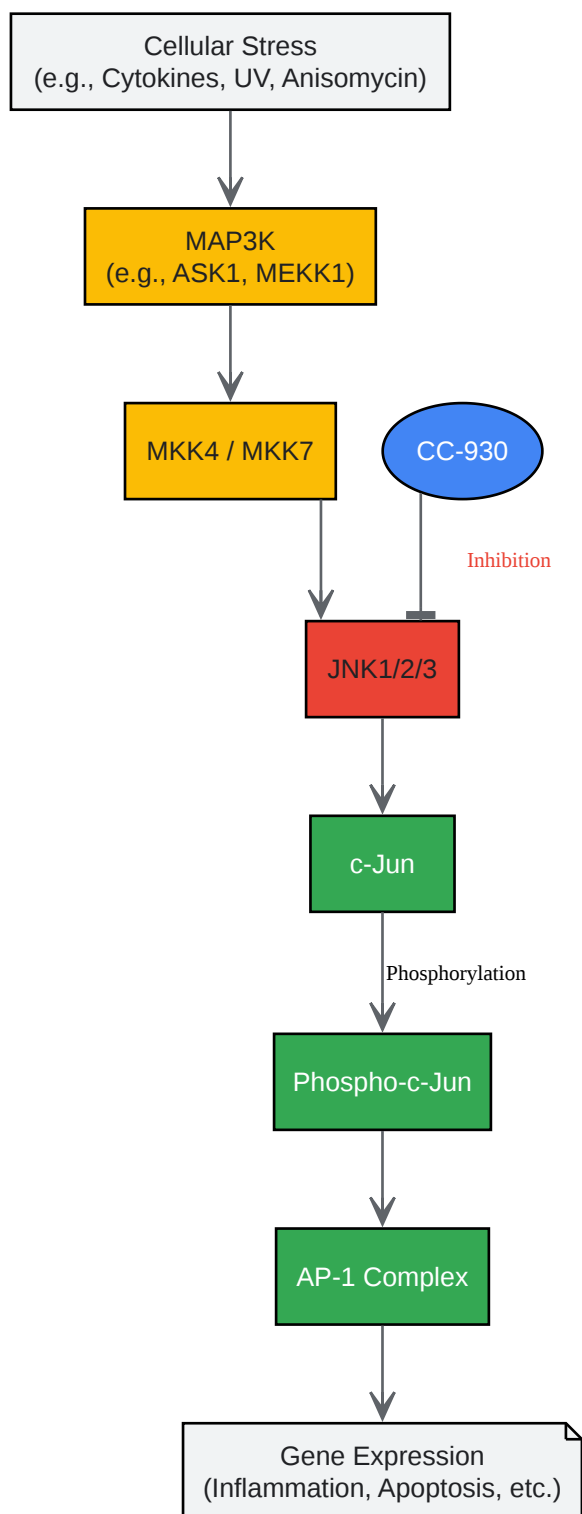 Cellular Stress
(e.g., Cytokines, UV, Anisomycin)
MAP3K
(e.g., ASK1, MEKK1)
MKK4 / MKK7
CC-930
Inhibition
JNK1/2/3
c-Jun
Phosphorylation
Phospho-c-Jun
AP-1 Complex
Gene Expression
(Inflammation, Apoptosis, etc.)